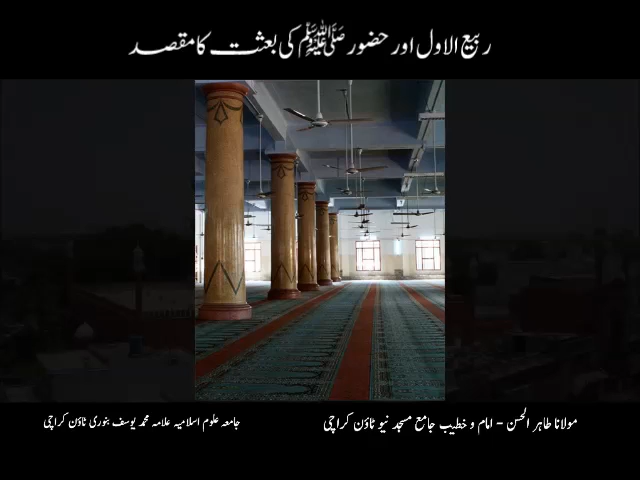 ربیع الاول اور حضور ﷺ کی بعثت کا مقصد
مولانا طاہر الحسن - امام و خطیب جامع مسجد نیو ٹاؤن کراچی
جامعہ علوم اسلامیہ علامہ محمد یوسف بنوری ٹاؤن کراچی